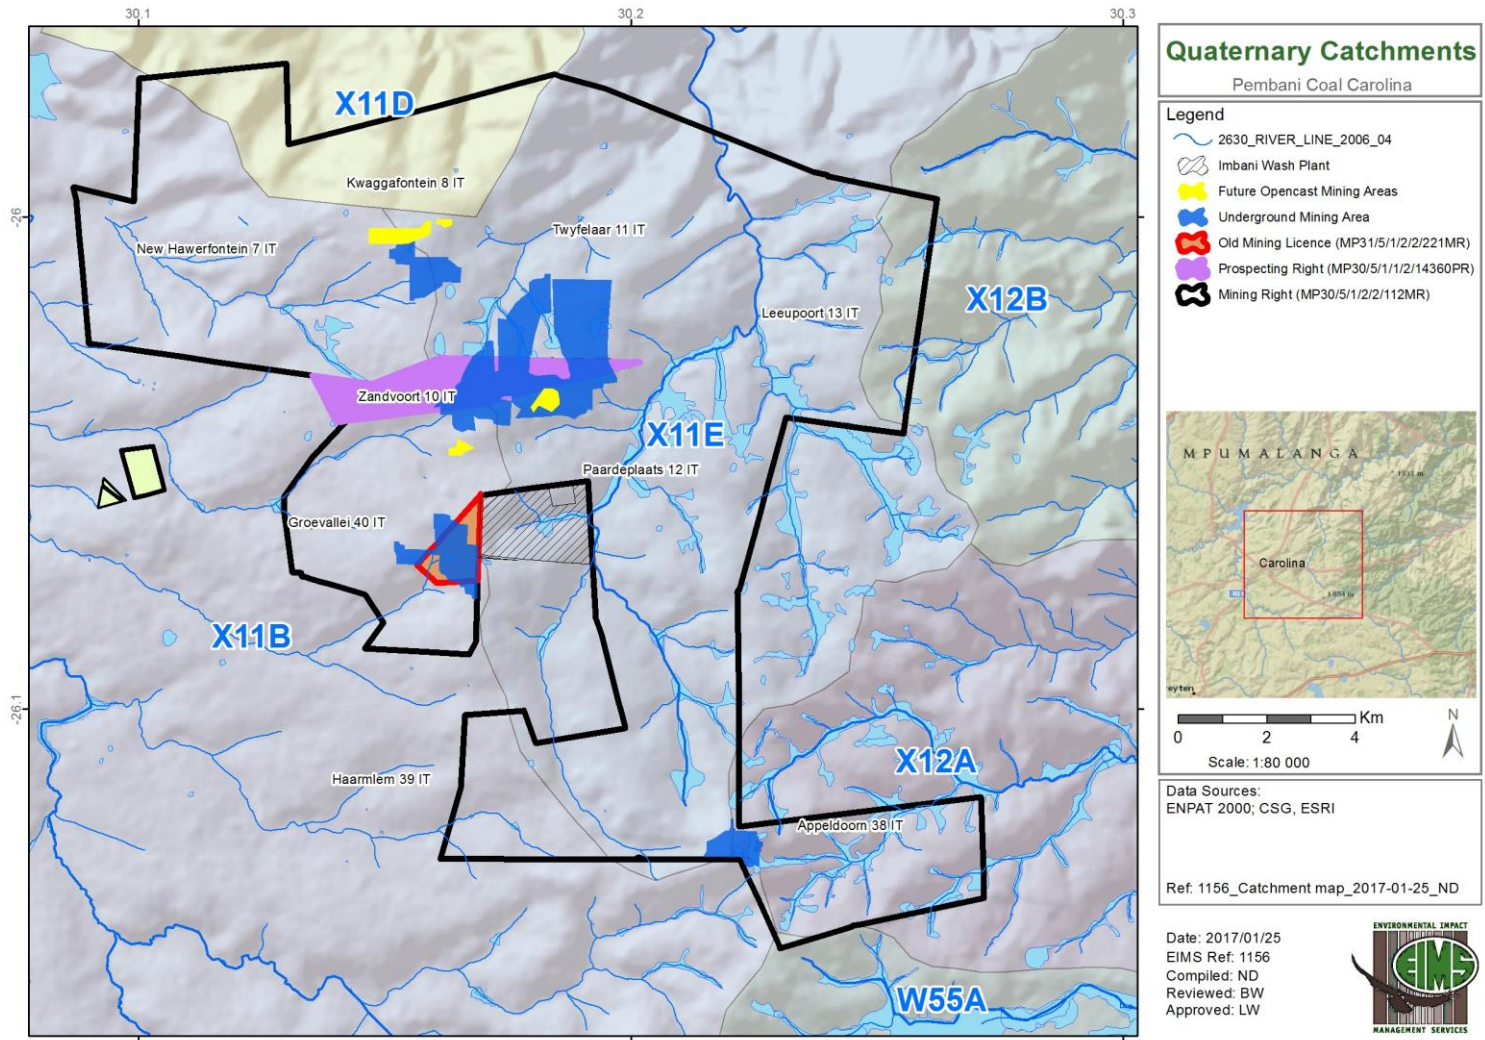 30.1
30.2
30.3
-26
-26.1
X11D
Kwaggafontein 8 IT
New Hawerfontein 7 IT
Twyfelaar 11 IT
Leeupoort 13 IT
X12B
Zandvoort 10 IT
X11E
Paardeplaats 12 IT
Groevallei 40 IT
X11B
X12A
Haarmlem 39 IT
Appeldoorn 38 IT
W55A
Quaternary Catchments
Pembani Coal Carolina
Legend
2630_RIVER_LINE_2006_04
Imbani Wash Plant
Future Opencast Mining Areas
Underground Mining Area
Old Mining Licence (MP31/5/1/2/2/221MR)
Prospecting Right (MP30/5/1/1/2/14360PR)
Mining Right (MP30/5/1/2/2/112MR)
MPUMALANGA
Carolina
eyten
Km
0 2 4
N
Scale: 1:80 000
Data Sources:
ENPAT 2000; CSG, ESRI
Ref: 1156_Catchment map_2017-01-25_ND
Date: 2017/01/25
EIMS Ref: 1156
Compiled: ND
Reviewed: BW
Approved: LW
ENVIRONMENTAL IMPACT
EIMS
MANAGEMENT SERVICES